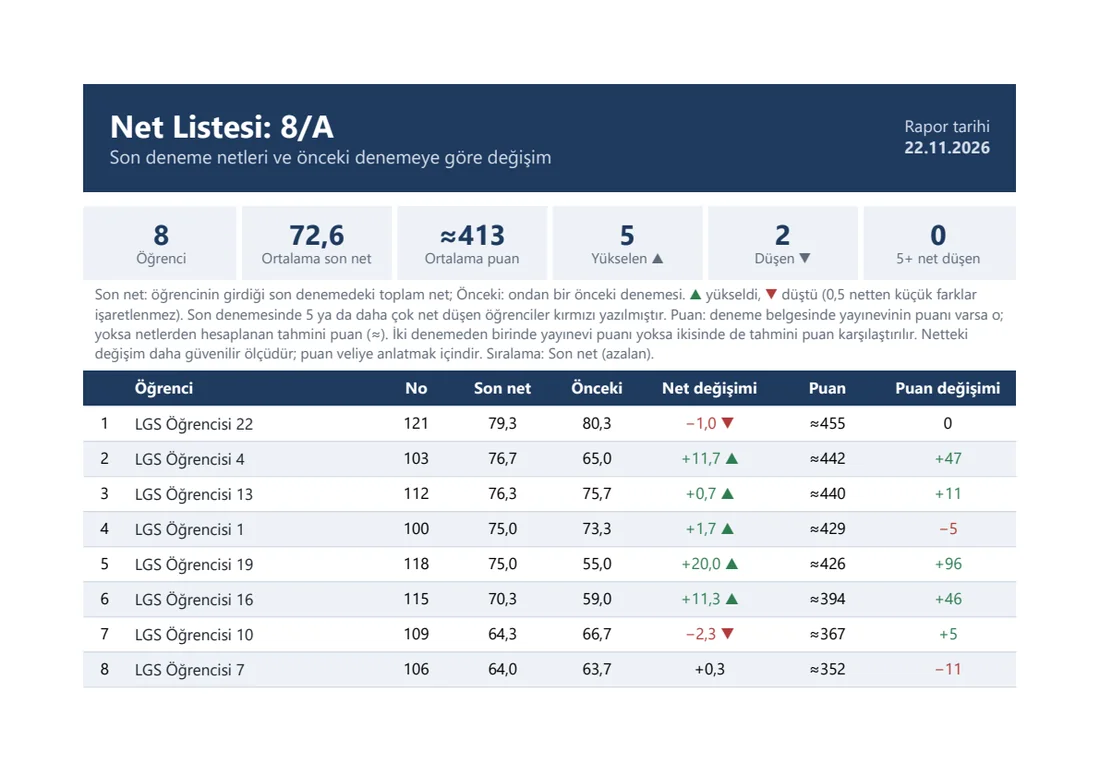 Net Listesi: 8/A
Son deneme netleri ve önceki denemeye göre değişim
Rapor tarihi
22.11.2026
8
Öğrenci
72,6
Ortalama son net
≈413
Ortalama puan
5
Yükselen ▲
2
Düşen ▼
0
5+ net düşen
Son net: öğrencinin girdiği son denemedeki toplam net; Önceki: ondan bir önceki denemesi. ▲ yükseldi, ▼ düştü (0,5 netten küçük farklar
işaretlenmez). Son denemesinde 5 ya da daha çok net düşen öğrenciler kırmızı yazılmıştır. Puan: deneme belgesinde yayınevinin puanı varsa o;
yoksa netlerden hesaplanan tahmini puan (≈). İki denemeden birinde yayınevi puanı yoksa ikisinde de tahmini puan karşılaştırılır. Netteki
değişim daha güvenilir ölçüdür; puan veliye anlatmak içindir. Sıralama: Son net (azalan).
Öğrenci No Son net Önceki Net değişimi Puan Puan değişimi
1 LGS Öğrencisi 22 121 79,3 80,3 −1,0 ▼ ≈455 0
2 LGS Öğrencisi 4 103 76,7 65,0 +11,7 ▲ ≈442 +47
3 LGS Öğrencisi 13 112 76,3 75,7 +0,7 ▲ ≈440 +11
4 LGS Öğrencisi 1 100 75,0 73,3 +1,7 ▲ ≈429 −5
5 LGS Öğrencisi 19 118 75,0 55,0 +20,0 ▲ ≈426 +96
6 LGS Öğrencisi 16 115 70,3 59,0 +11,3 ▲ ≈394 +46
7 LGS Öğrencisi 10 109 64,3 66,7 −2,3 ▼ ≈367 +5
8 LGS Öğrencisi 7 106 64,0 63,7 +0,3 ≈352 −11